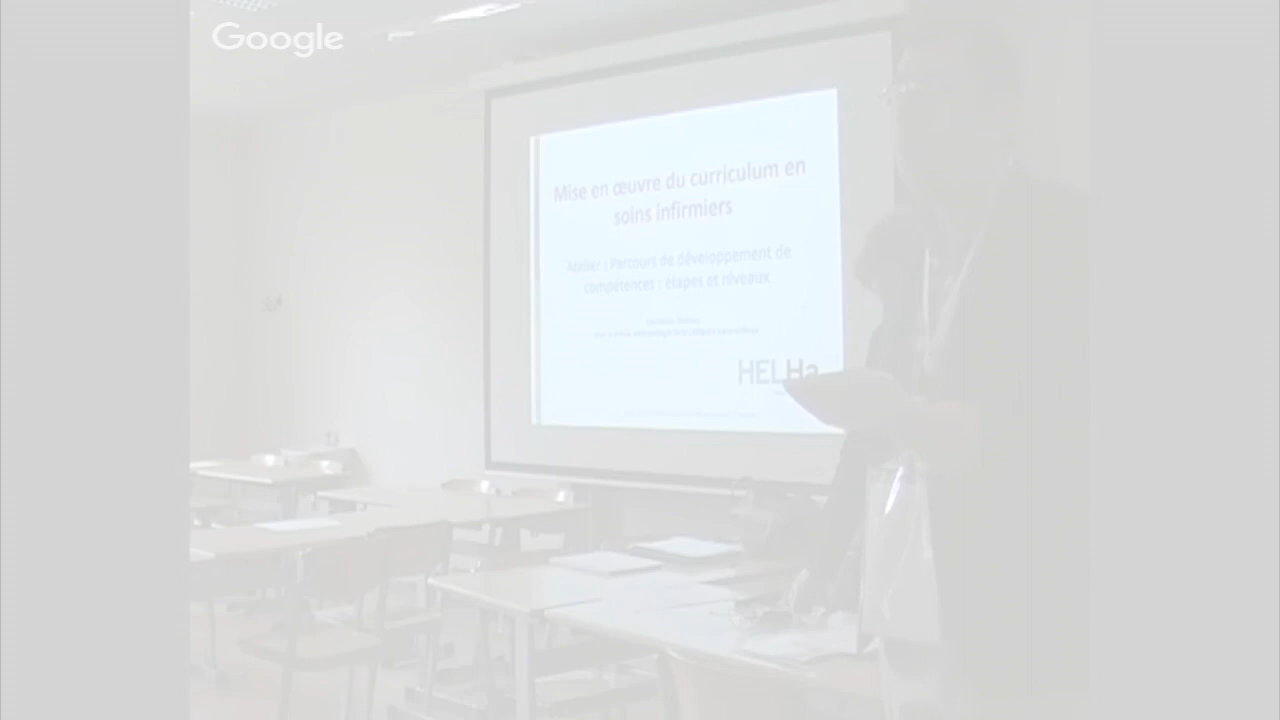 Google
Mise en œuvre du curriculum en
soins infirmiers
Atelier : Parcours de développement de
compétences : étapes et niveaux
HELHa